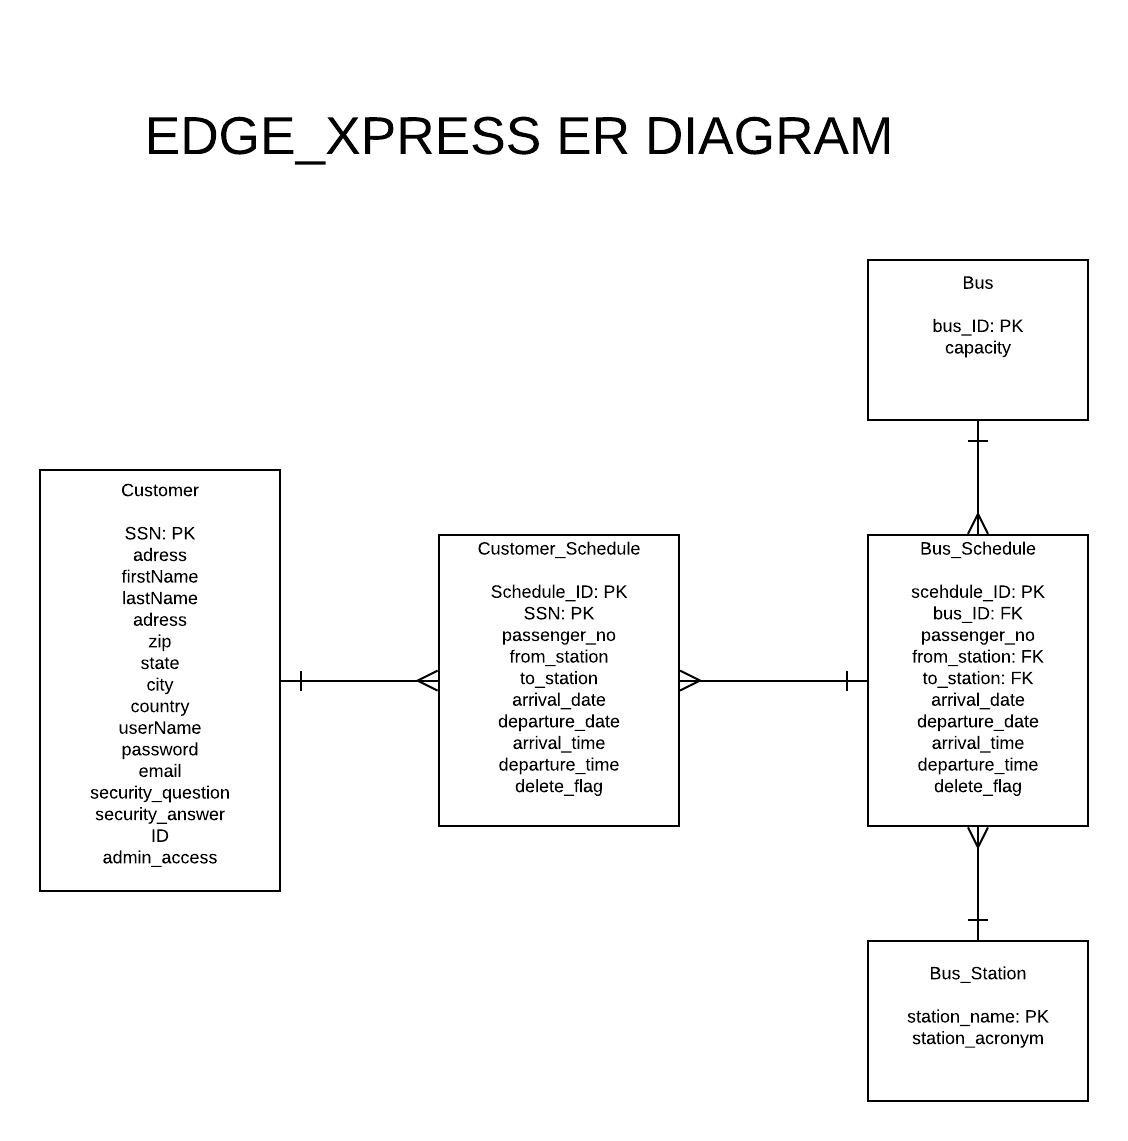 EDGE_XPRESS ER DIAGRAM
Bus
bus_ID: PK
capacity
Customer
SSN: PK
adress
firstName
lastName
adress
zip
state
city
country
userName
password
email
security_question
security_answer
ID
admin_access
Customer_Schedule
Schedule_ID: PK
SSN: PK
passenger_no
from_station
to_station
arrival_date
departure_date
arrival_time
departure_time
delete_flag
Bus_Schedule
scehdule_ID: PK
bus_ID: FK
passenger_no
from_station: FK
to_station: FK
arrival_date
departure_date
arrival_time
departure_time
delete_flag
Bus_Station
station_name: PK
station_acronym